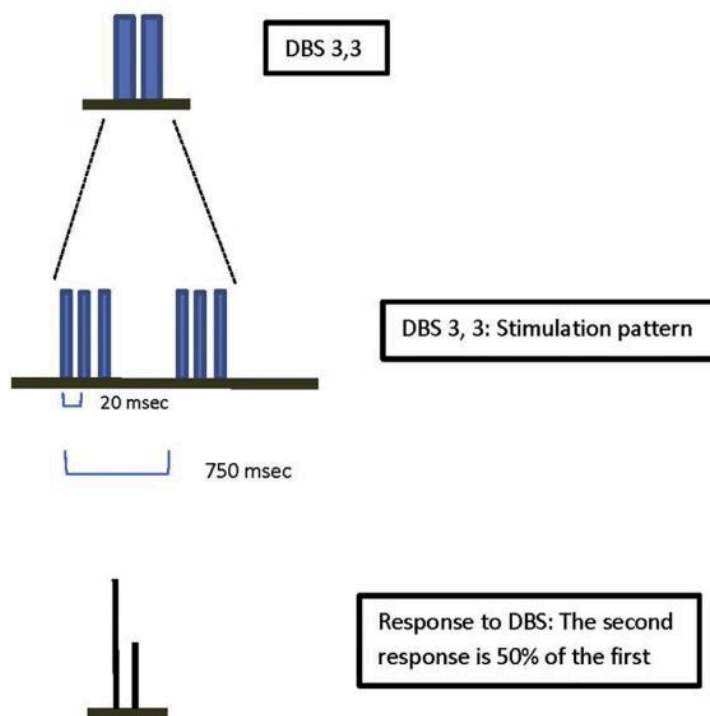 DBS 3,3
DBS 3, 3: Stimulation pattern
20 msec
750 msec
Response to DBS: The second
response is 50% of the first